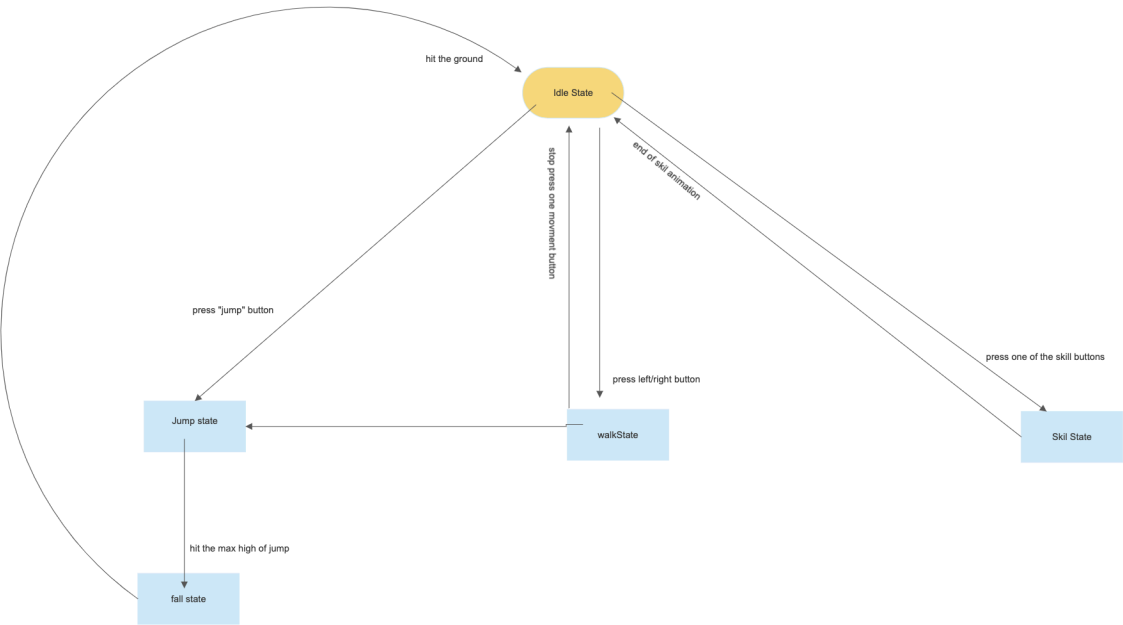 hit the ground
Idle State
end of skil animation
stop press one movment button
press "jump" button
press one of the skill buttons
press left/right button
Jump state
walkState
Skil State
hit the max high of jump
fall state